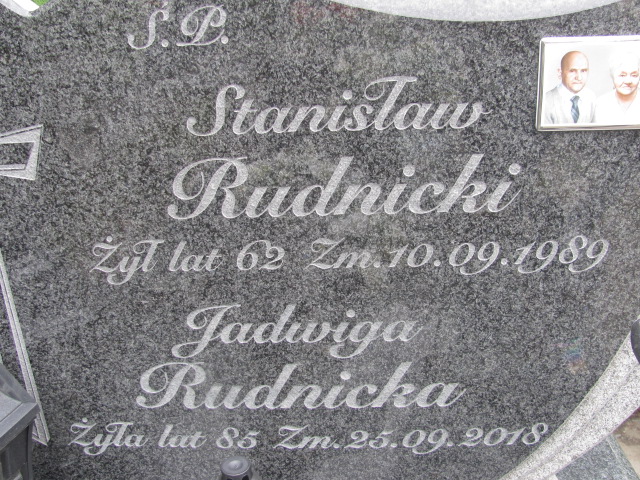 Ś.P.
Stanisław
Rudnicki
Żył lat 62 Zm.10.09.1989
Jadwiga
Rudnicka
Żyła lat 85 Zm.25.09.2018